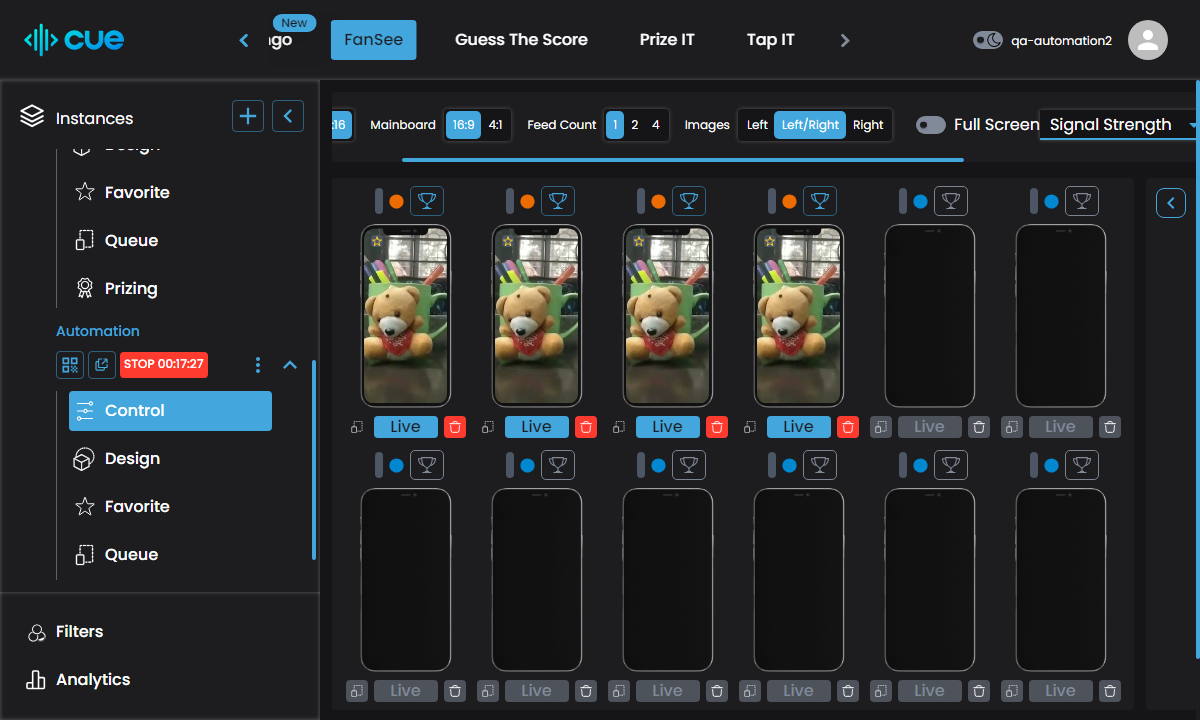 cue
New
FanSee
Guess The Score
Prize IT
Tap IT
qa-automation2
Instances
Favorite
Queue
Prizing
Automation
STOP 00:17:27
Control
Design
Favorite
Queue
Filters
Analytics
:16
Mainboard
16:9
4:1
Feed Count
1
2
4
Images
Left
Left/Right
Right
Full Screen
Signal Strength
Live
Live
Live
Live
Live
Live
Live
Live
Live
Live
Live
Live